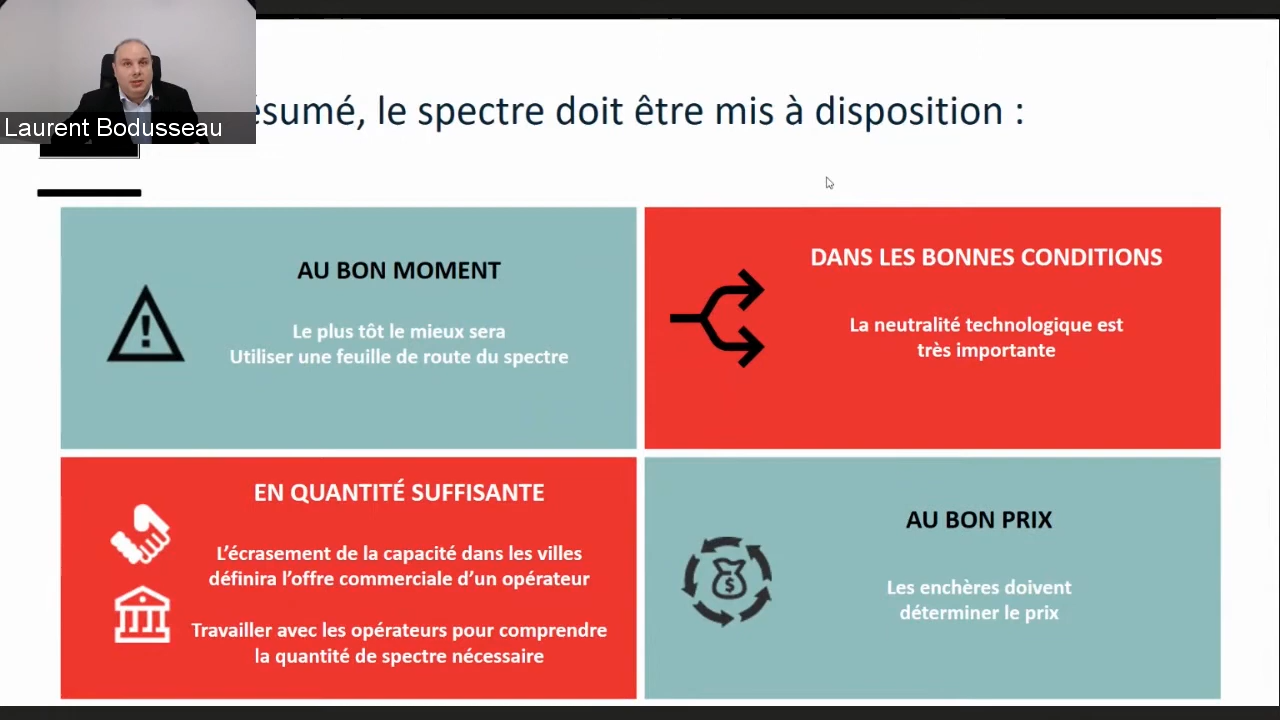 Laurent Bodusseau
le spectre doit être mis à disposition :
AU BON MOMENT
Le plus tôt le mieux sera
Utiliser une feuille de route du spectre
DANS LES BONNES CONDITIONS
La neutralité technologique est
très importante
EN QUANTITÉ SUFFISANTE
L'écrasement de la capacité dans les villes
définira l'offre commerciale d'un opérateur
Travailler avec les opérateurs pour comprendre
la quantité de spectre nécessaire
AU BON PRIX
Les enchères doivent
déterminer le prix